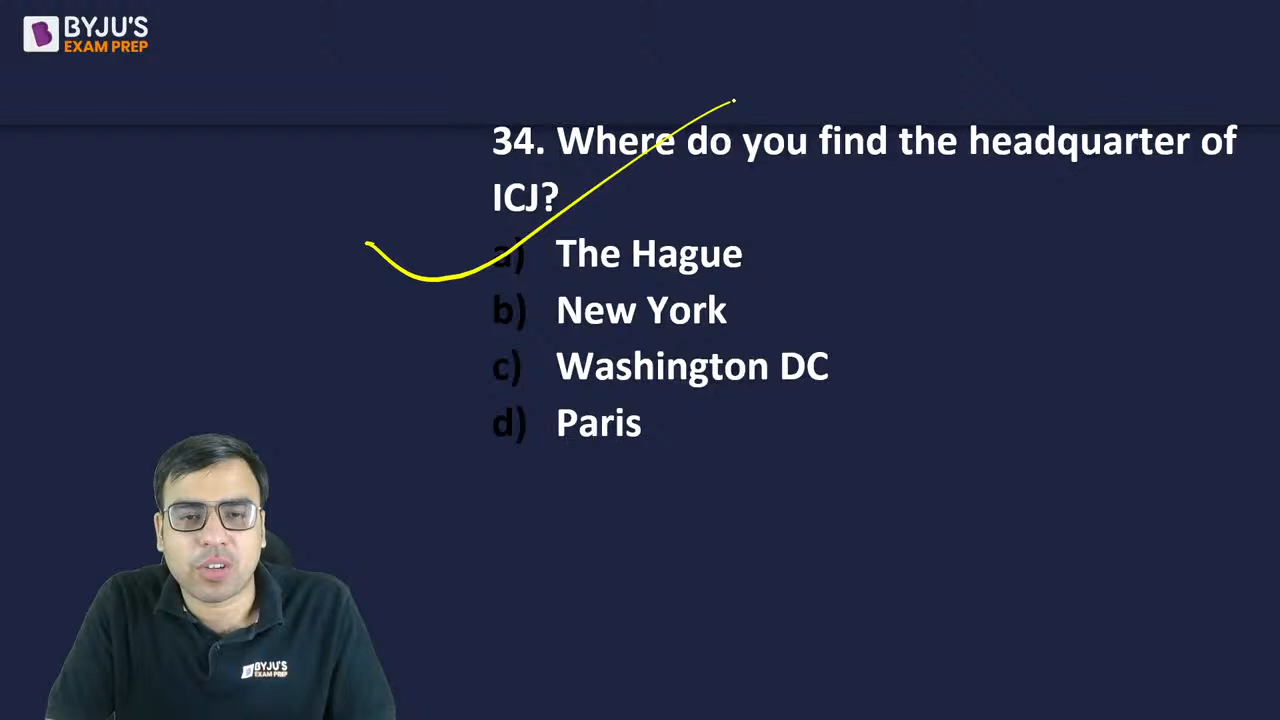 BYJU'S
EXAM PREP
34. Where do you find the headquarter of
ICJ?
a) The Hague
b) New York
c) Washington DC
d) Paris
BYJU'S
EXAM PREP